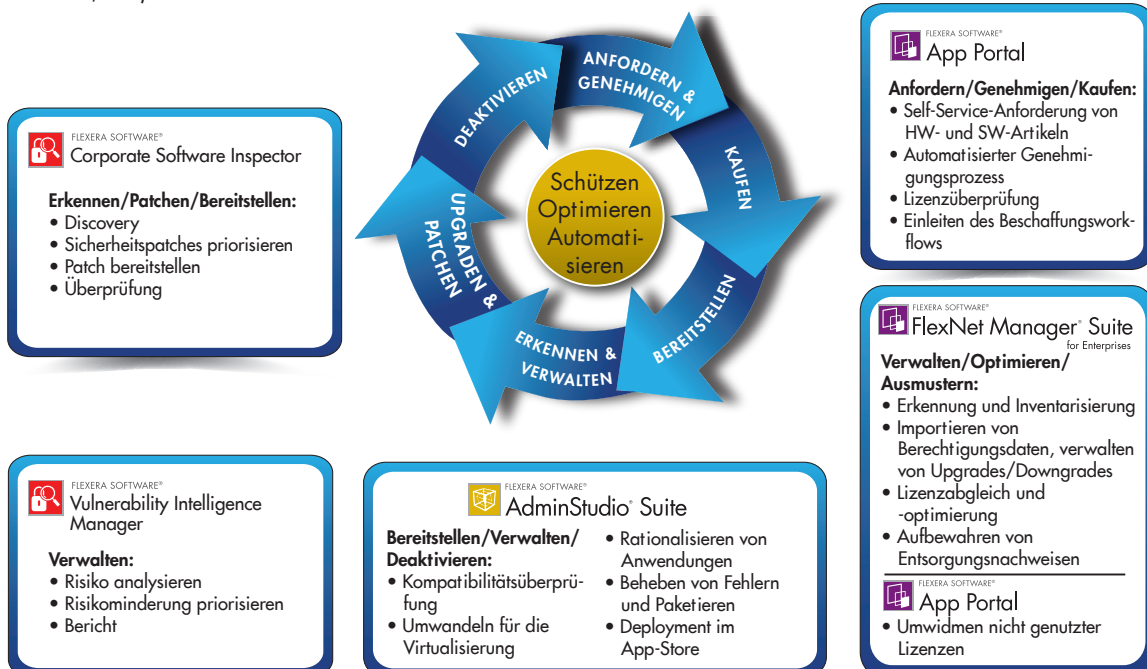 ANFORDERN &
GENEHMIGEN
KAUFEN
BEREITSTELLEN
ERKENNEN &
VERWALTEN
UPGRADEN &
PATCHEN
DEAKTIVIEREN
Schützen
Optimieren
Automati-
sieren
FLEXERA SOFTWARE®
Corporate Software Inspector
Erkennen/Patchen/Bereitstellen:
• Discovery
• Sicherheitspatches priorisieren
• Patch bereitstellen
• Überprüfung
FLEXERA SOFTWARE®
Vulnerability Intelligence
Manager
Verwalten:
• Risiko analysieren
• Risikominderung priorisieren
• Bericht
FLEXERA SOFTWARE®
AdminStudio® Suite
Bereitstellen/Verwalten/
Deaktivieren:
• Kompatibilitätsüberprü-
fung
• Umwandeln für die
Virtualisierung
• Rationalisieren von
Anwendungen
• Beheben von Fehlern
und Paketieren
• Deployment im
App-Store
FLEXERA SOFTWARE®
App Portal
Anfordern/Genehmigen/Kaufen:
• Self-Service-Anforderung von
HW- und SW-Artikeln
• Automatisierter Genehmi-
gungsprozess
• Lizenzüberprüfung
• Einleiten des Beschaffungswork-
flows
FLEXERA SOFTWARE®
FlexNet Manager® Suite
for Enterprises
Verwalten/Optimieren/
Ausmustern:
• Erkennung und Inventarisierung
• Importieren von
Berechtigungsdaten, verwalten
von Upgrades/Downgrades
• Lizenzabgleich und
-optimierung
• Aufbewahren von
Entsorgungsnachweisen
FLEXERA SOFTWARE®
App Portal
• Umwidmen nicht genutzter
Lizenzen